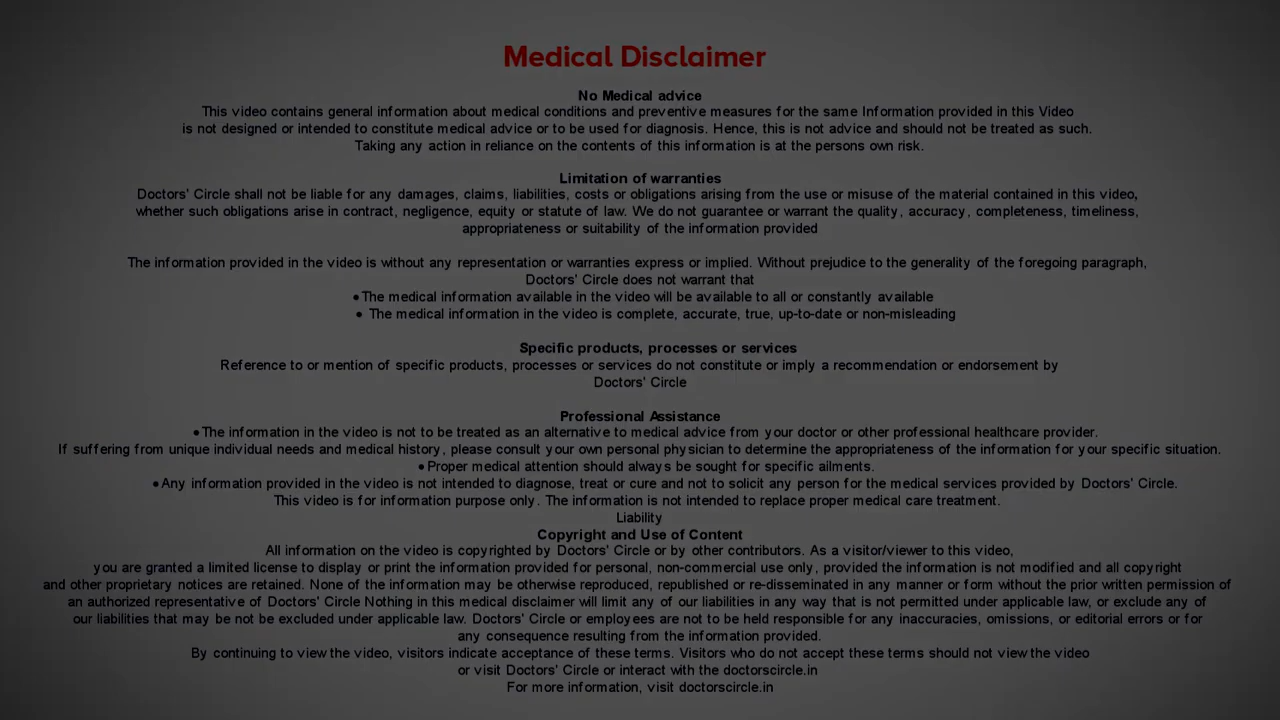 Medical Disclaimer
No Medical advice
This video contains general information about medical conditions and preventive measures for the same Information provided in this Video
is not designed or intended to constitute medical advice or to be used for diagnosis. Hence, this is not advice and should not be treated as such.
Taking any action in reliance on the contents of this information is at the persons own risk.
Limitation of warranties
Doctors' Circle shall not be liable for any damages, claims, liabilities, costs or obligations arising from the use or misuse of the material contained in this video,
whether such obligations arise in contract, negligence, equity or statute of law. We do not guarantee or warrant the quality, accuracy, completeness, timeliness,
appropriateness or suitability of the information provided
The information provided in the video is without any representation or warranties express or implied. Without prejudice to the generality of the foregoing paragraph,
Doctors' Circle does not warrant that
•The medical information available in the video will be available to all or constantly available
• The medical information in the video is complete, accurate, true, up-to-date or non-misleading
Specific products, processes or services
Reference to or mention of specific products, processes or services do not constitute or imply a recommendation or endorsement by
Doctors' Circle
Professional Assistance
•The information in the video is not to be treated as an alternative to medical advice from your doctor or other professional healthcare provider.
If suffering from unique individual needs and medical history, please consult your own personal physician to determine the appropriateness of the information for your specific situation.
•Proper medical attention should always be sought for specific ailments.
•Any information provided in the video is not intended to diagnose, treat or cure and not to solicit any person for the medical services provided by Doctors' Circle.
This video is for information purpose only. The information is not intended to replace proper medical care treatment.
Liability
Copyright and Use of Content
All information on the video is copyrighted by Doctors' Circle or by other contributors. As a visitor/viewer to this video,
you are granted a limited license to display or print the information provided for personal, non-commercial use only, provided the information is not modified and all copyright
and other proprietary notices are retained. None of the information may be otherwise reproduced, republished or re-disseminated in any manner or form without the prior written permission of
an authorized representative of Doctors' Circle Nothing in this medical disclaimer will limit any of our liabilities in any way that is not permitted under applicable law, or exclude any of
our liabilities that may be not be excluded under applicable law. Doctors' Circle or employees are not to be held responsible for any inaccuracies, omissions, or editorial errors or for
any consequence resulting from the information provided.
By continuing to view the video, visitors indicate acceptance of these terms. Visitors who do not accept these terms should not view the video
or visit Doctors' Circle or interact with the doctorscircle.in
For more information, visit doctorscircle.in